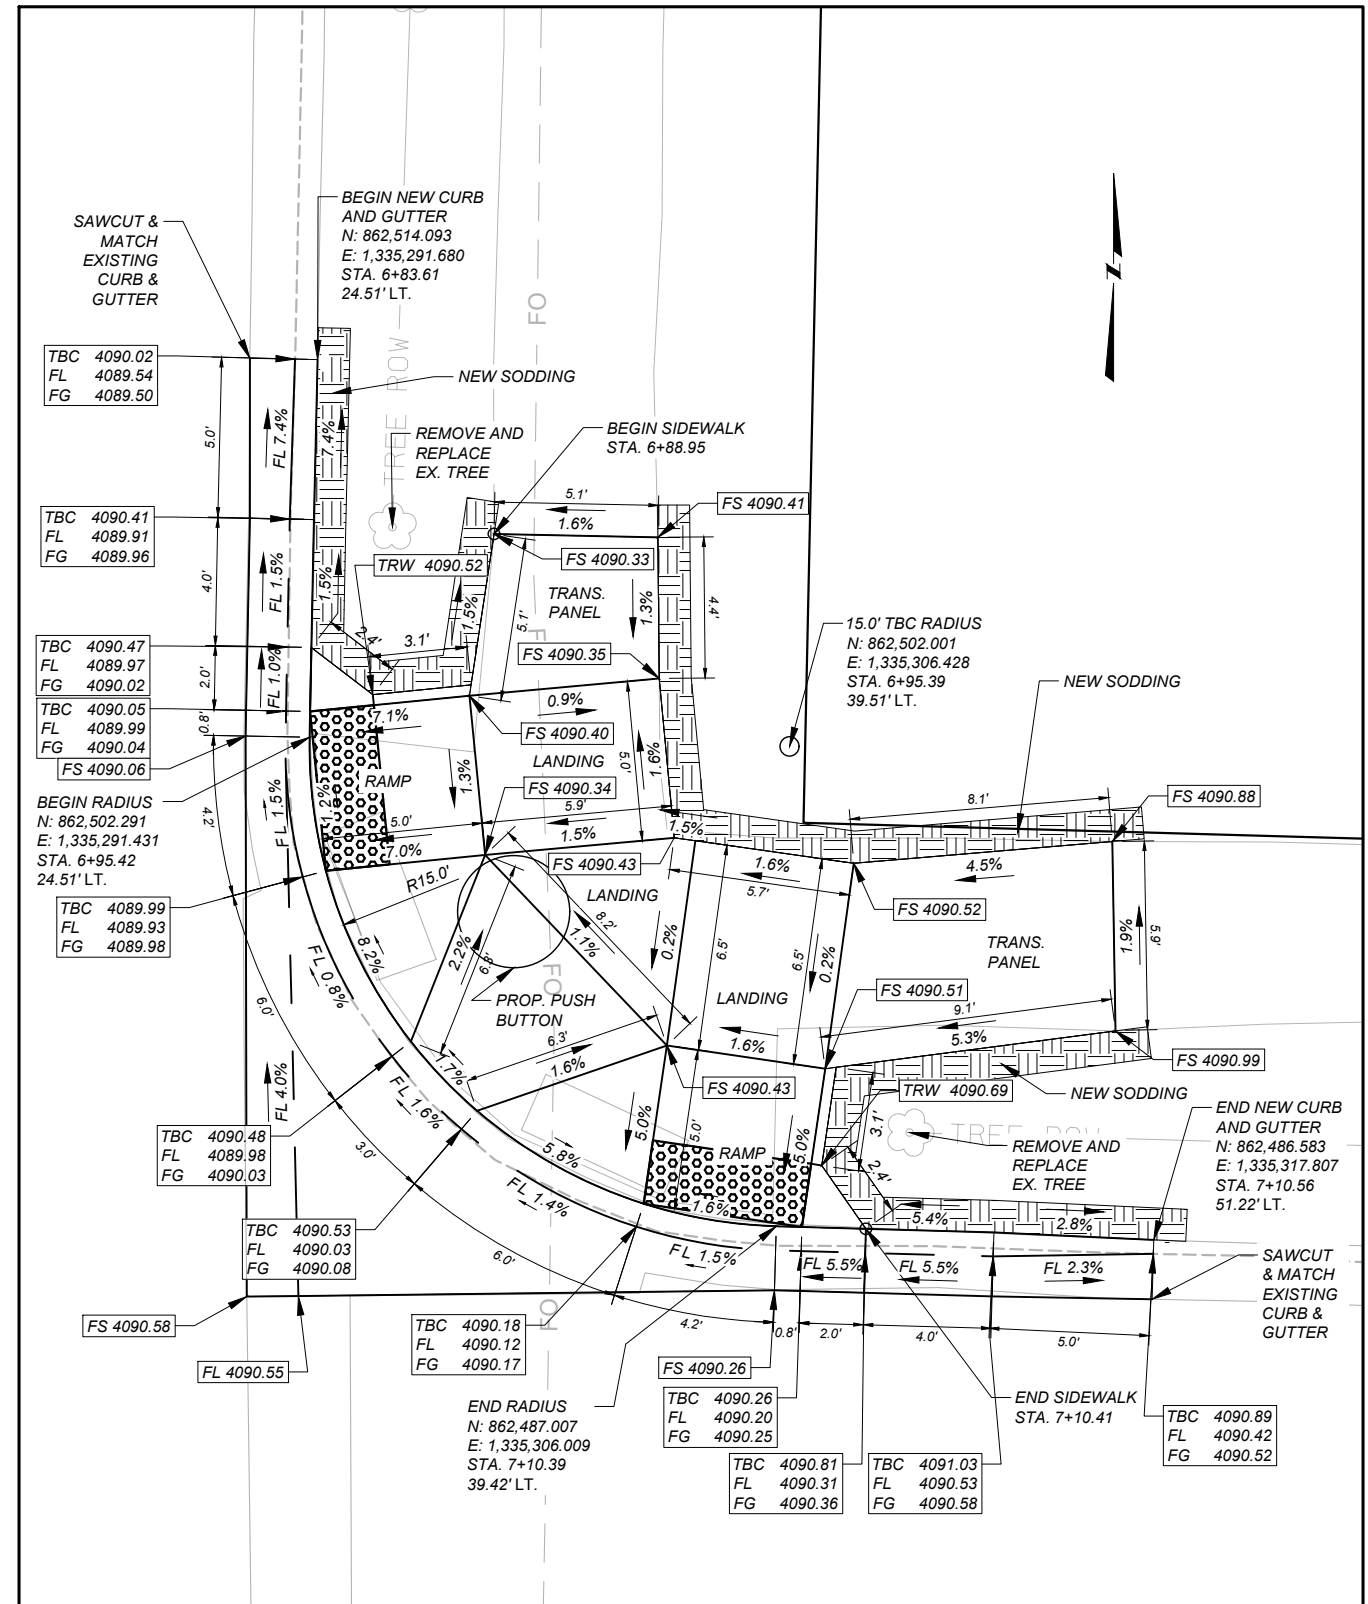 TREE ROW
FO
FO
BEGIN NEW CURB
AND GUTTER
N: 862,514.093
E: 1,335,291.680
STA. 6+83.61
24.51' LT.
SAWCUT &
MATCH
EXISTING
CURB &
GUTTER
N
TBC 4090.02
FL 4089.54
FG 4089.50
NEW SODDING
5.0'
FL 7.4%
7.4%
REMOVE AND
REPLACE
EX. TREE
BEGIN SIDEWALK
STA. 6+88.95
5.1'
1.6%
FS 4090.41
TBC 4090.41
FL 4089.91
FG 4089.96
FS 4090.33
TRW 4090.52
4.0'
FL 1.5%
1.5%
1.5%
TRANS.
PANEL
5.1'
1.3%
4.4'
15.0' TBC RADIUS
N: 862,502.001
E: 1,335,306.428
STA. 6+95.39
39.51' LT.
2.4'
3.1'
FS 4090.35
TBC 4090.47
FL 4089.97
FG 4090.02
2.0'
FL 1.0%
NEW SODDING
TBC 4090.05
FL 4089.99
FG 4090.04
0.8'
7.1%
0.9%
FS 4090.40
FS 4090.06
RAMP
1.3%
LANDING
5.0'
1.6%
FS 4090.34
BEGIN RADIUS
N: 862,502.291
E: 1,335,291.431
STA. 6+95.42
24.51' LT.
4.2'
FL 1.5%
1.2%
5.0'
7.0%
5.9'
1.5%
1.5%
8.1'
FS 4090.88
FS 4090.43
1.6%
5.7'
4.5%
R15.0'
LANDING
FS 4090.52
TBC 4089.99
FL 4089.93
FG 4089.98
8.2'
1.1%
0.2%
6.5'
6.5'
0.2%
TRANS.
PANEL
1.9%
5.9'
8.2%
2.2%
6.3'
FL 0.8%
6.0'
PROP. PUSH
BUTTON
FO
LANDING
FS 4090.51
9.1'
5.3%
FS 4090.99
6.3'
1.6%
1.6%
1.7%
FL 4.0%
FL 1.6%
FS 4090.43
TRW 4090.69
NEW SODDING
TBC 4090.48
FL 4089.98
FG 4090.03
3.0'
5.0%
5.0'
5.0%
3.1'
TREE ROW
REMOVE AND
REPLACE
EX. TREE
END NEW CURB
AND GUTTER
N: 862,486.583
E: 1,335,317.807
STA. 7+10.56
51.22' LT.
5.8%
RAMP
2.4'
FL 1.4%
1.6%
5.4%
2.8%
TBC 4090.53
FL 4090.03
FG 4090.08
6.0'
FL 1.5%
FL 5.5%
FL 5.5%
FL 2.3%
SAWCUT
& MATCH
EXISTING
CURB &
GUTTER
FO
FS 4090.58
TBC 4090.18
FL 4090.12
FG 4090.17
4.2'
0.8'
2.0'
4.0'
5.0'
FL 4090.55
FS 4090.26
END RADIUS
N: 862,487.007
E: 1,335,306.009
STA. 7+10.39
39.42' LT.
TBC 4090.26
FL 4090.20
FG 4090.25
END SIDEWALK
STA. 7+10.41
TBC 4090.89
FL 4090.42
FG 4090.52
TBC 4090.81
FL 4090.31
FG 4090.36
TBC 4091.03
FL 4090.53
FG 4090.58